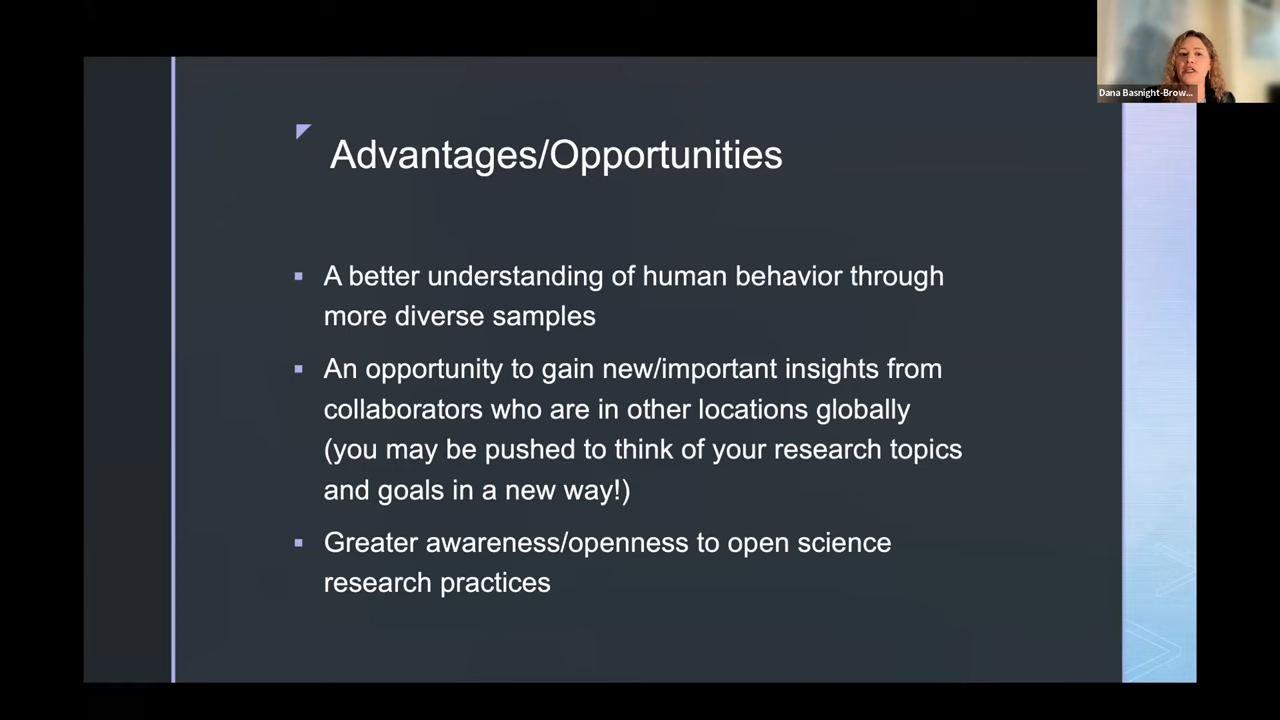 Dana Basnight-Brow...
Advantages/Opportunities
▪ A better understanding of human behavior through
more diverse samples
▪ An opportunity to gain new/important insights from
collaborators who are in other locations globally
(you may be pushed to think of your research topics
and goals in a new way!)
▪ Greater awareness/openness to open science
research practices